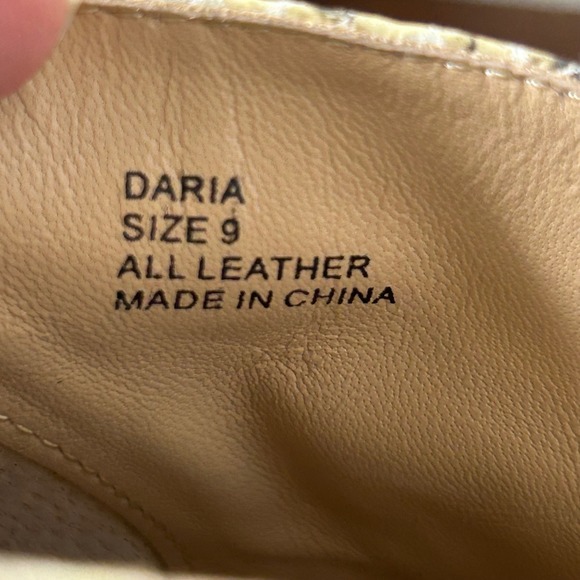 DARIA
SIZE 9
ALL LEATHER
MADE IN CHINA